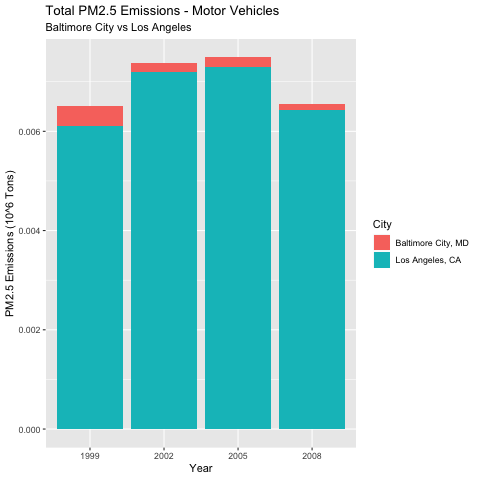 Total PM2.5 Emissions - Motor Vehicles
Baltimore City vs Los Angeles
PM2.5 Emissions (10^6 Tons)
0.006
0.004
0.002
0.000
1999 2002 2005 2008
Year
City
Baltimore City, MD
Los Angeles, CA